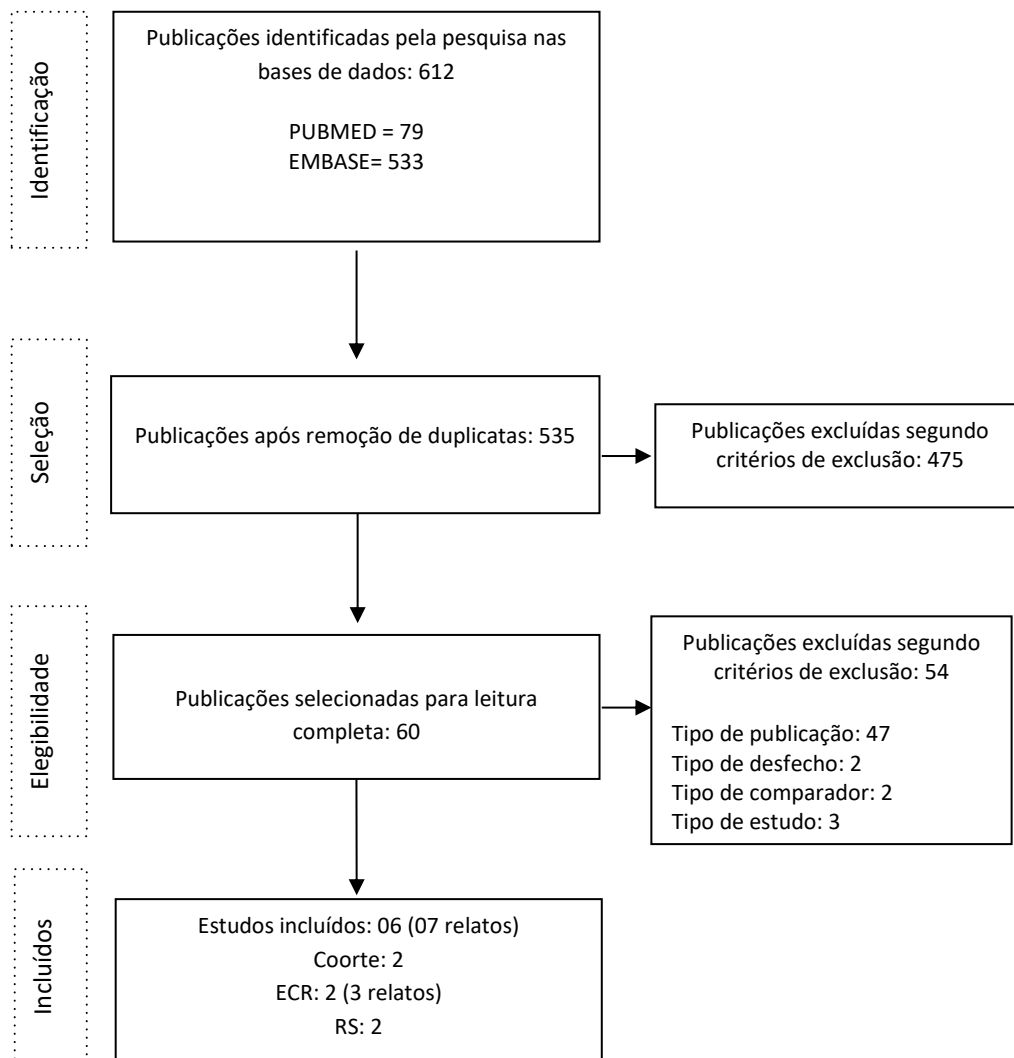 Identificação
Publicações identificadas pela pesquisa nas
bases de dados: 612
PUBMED = 79
EMBASE= 533
Seleção
Publicações após remoção de duplicatas: 535
Publicações excluídas segundo
critérios de exclusão: 475
Elegibilidade
Publicações selecionadas para leitura
completa: 60
Publicações excluídas segundo
critérios de exclusão: 54
Tipo de publicação: 47
Tipo de desfecho: 2
Tipo de comparador: 2
Tipo de estudo: 3
Incluídos
Estudos incluídos: 06 (07 relatos)
Coorte: 2
ECR: 2 (3 relatos)
RS: 2